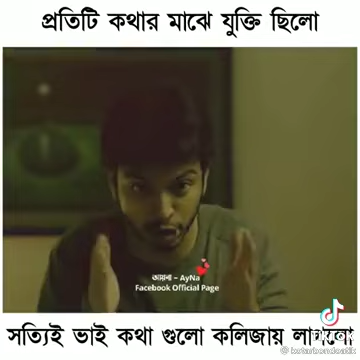 প্রতিটি কথার মাঝে যুক্তি ছিলো
আয়না - AyNa
Facebook Official Page
সত্যিই ভাই কথা গুলো কলিজায় লাগলো